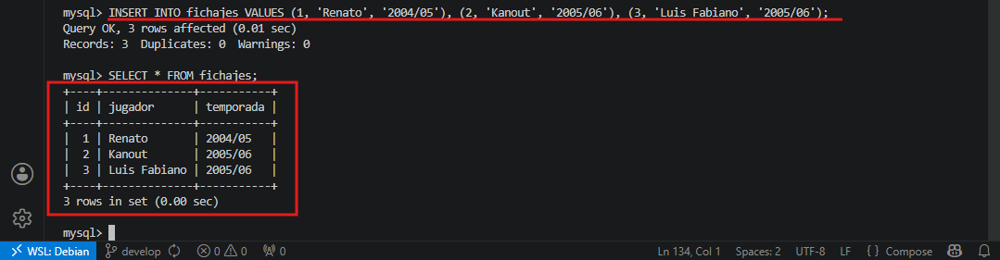 mysql> INSERT INTO fichajes VALUES (1, 'Renato', '2004/05'), (2, 'Kanout', '2005/06'), (3, 'Luis Fabiano', '2005/06');
Query OK, 3 rows affected (0.01 sec)
Records: 3  Duplicates: 0  Warnings: 0
mysql> SELECT * FROM fichajes;
+----+--------------+-----------+
| id | jugador      | temporada |
+----+--------------+-----------+
|  1 | Renato       | 2004/05   |
|  2 | Kanout       | 2005/06   |
|  3 | Luis Fabiano | 2005/06   |
+----+--------------+-----------+
3 rows in set (0.00 sec)
mysql>
WSL: Debian develop 0 0 0 Ln 134, Col 1 Spaces: 2 UTF-8 LF { } Compose